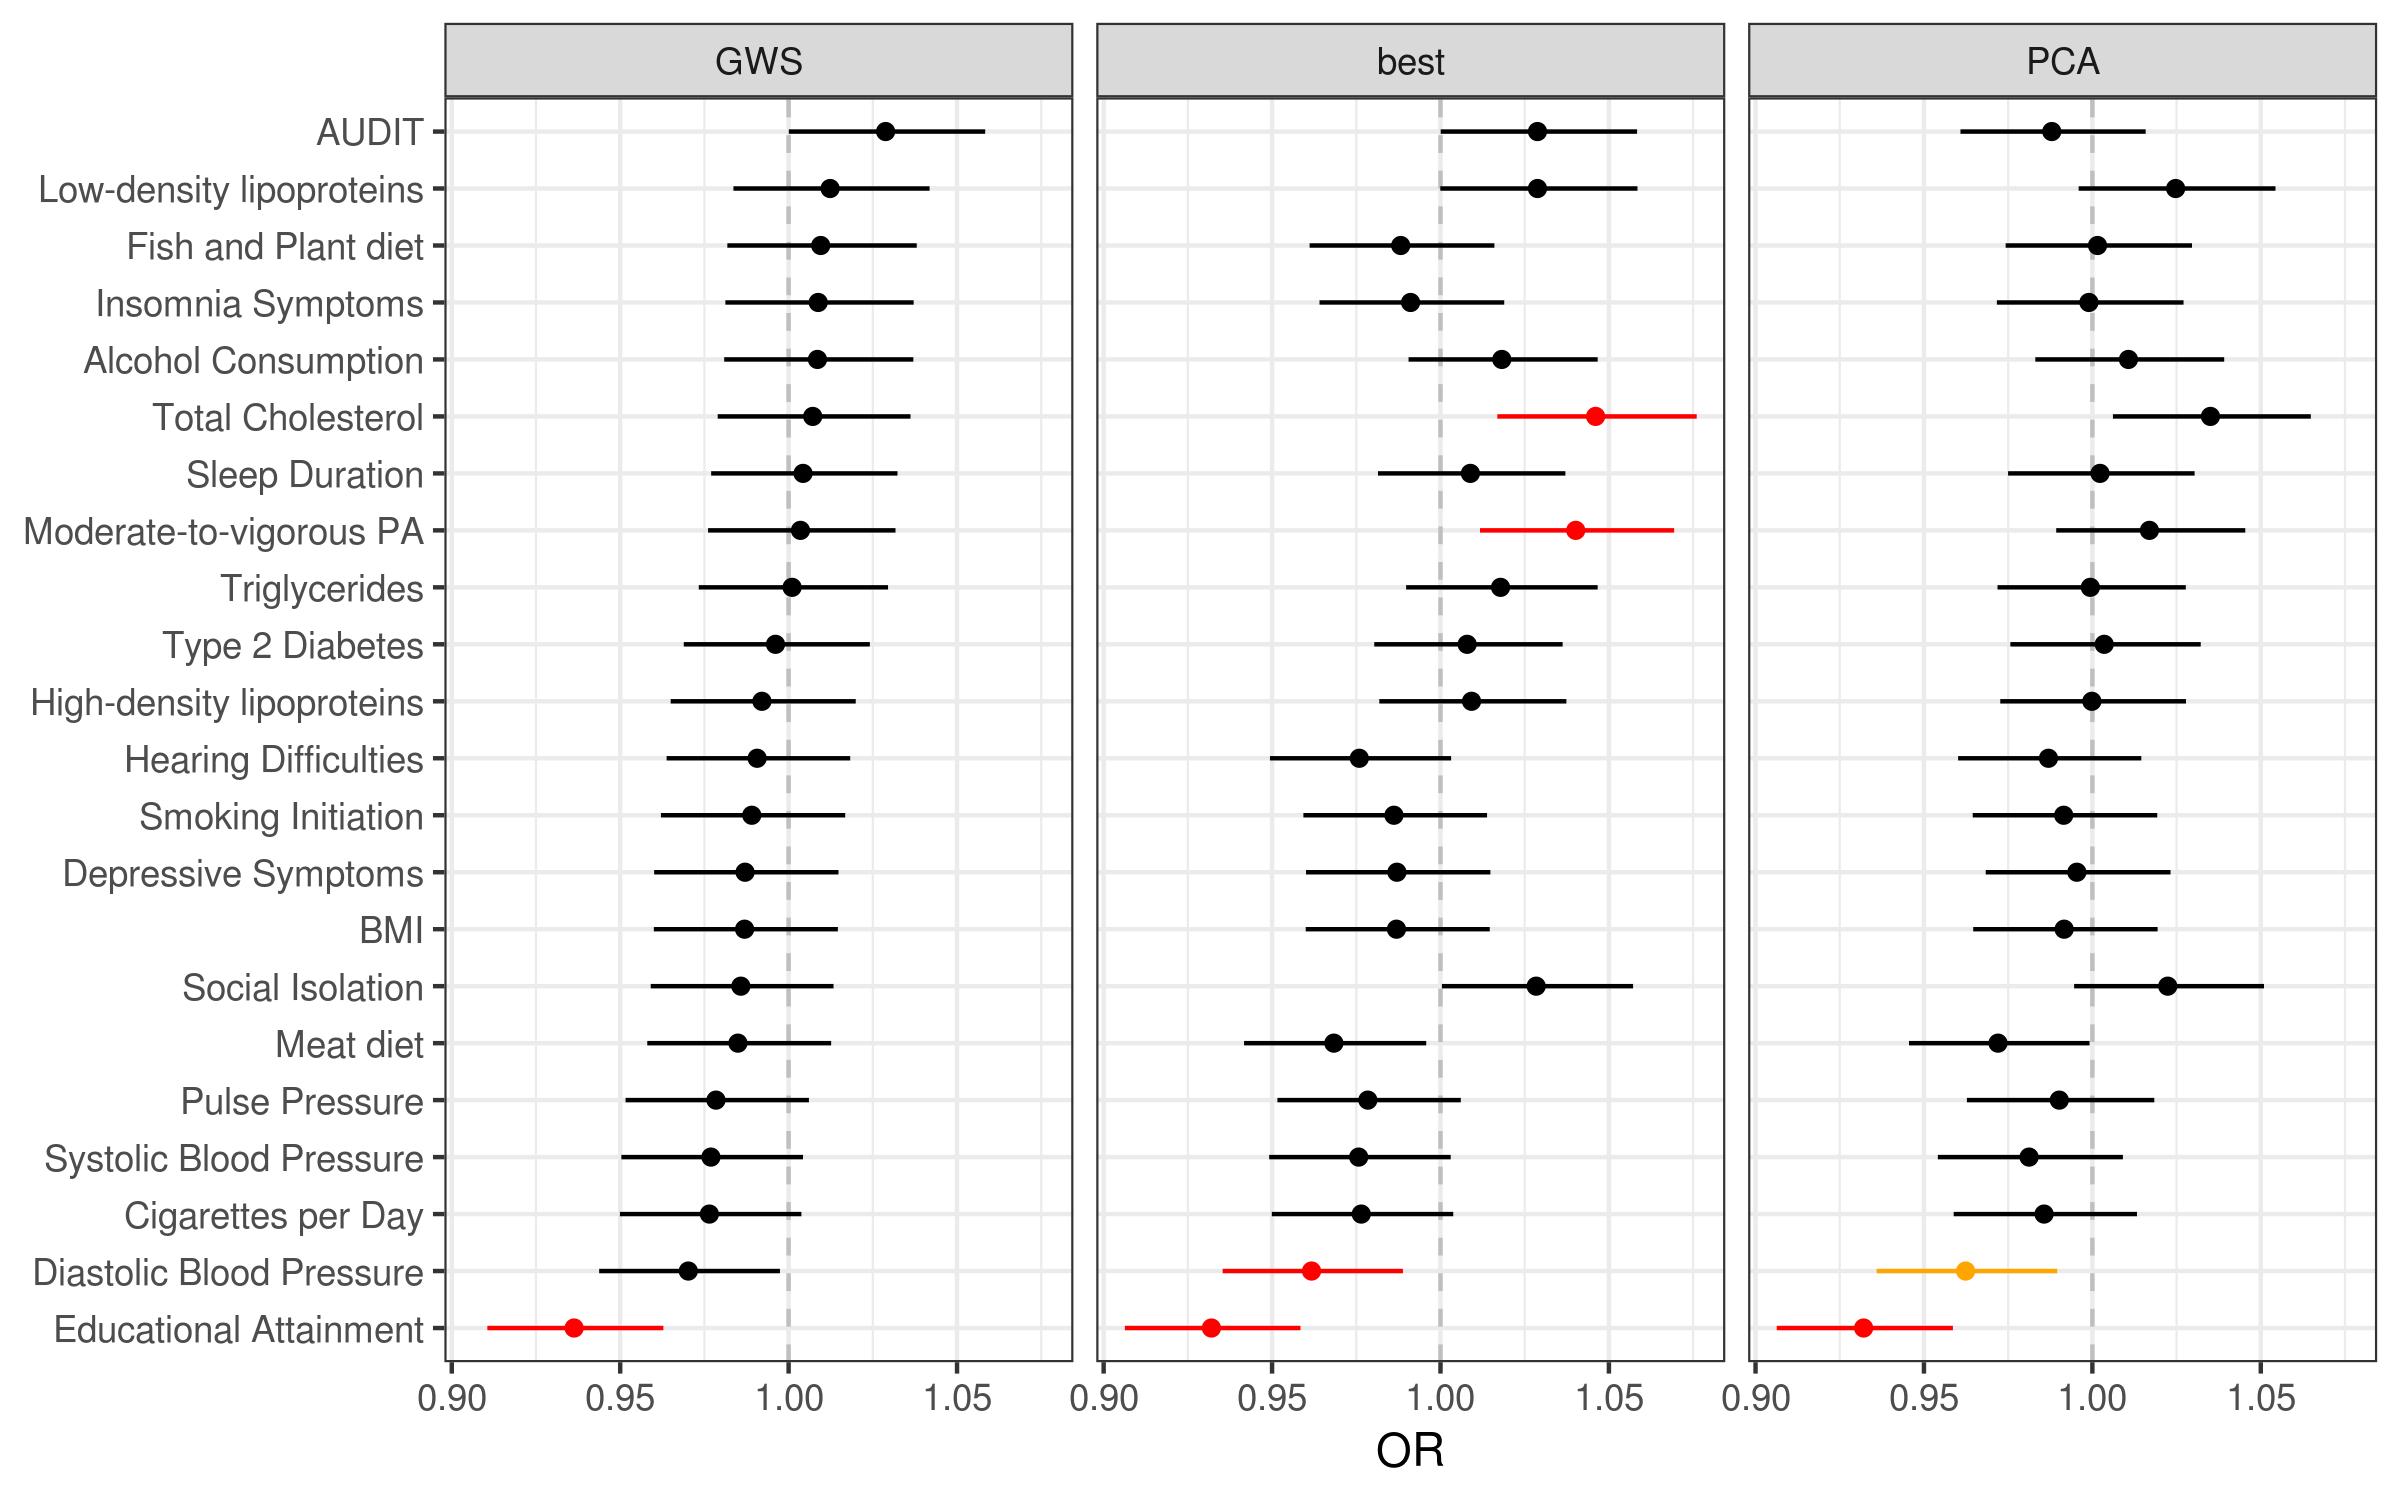 GWS best PCA
AUDIT
Low-density lipoproteins
Fish and Plant diet
Insomnia Symptoms
Alcohol Consumption
Total Cholesterol
Sleep Duration
Moderate-to-vigorous PA
Triglycerides
Type 2 Diabetes
High-density lipoproteins
Hearing Difficulties
Smoking Initiation
Depressive Symptoms
BMI
Social Isolation
Meat diet
Pulse Pressure
Systolic Blood Pressure
Cigarettes per Day
Diastolic Blood Pressure
Educational Attainment
0.90 0.95 1.00 1.05 0.90 0.95 1.00 1.05 0.90 0.95 1.00 1.05
OR